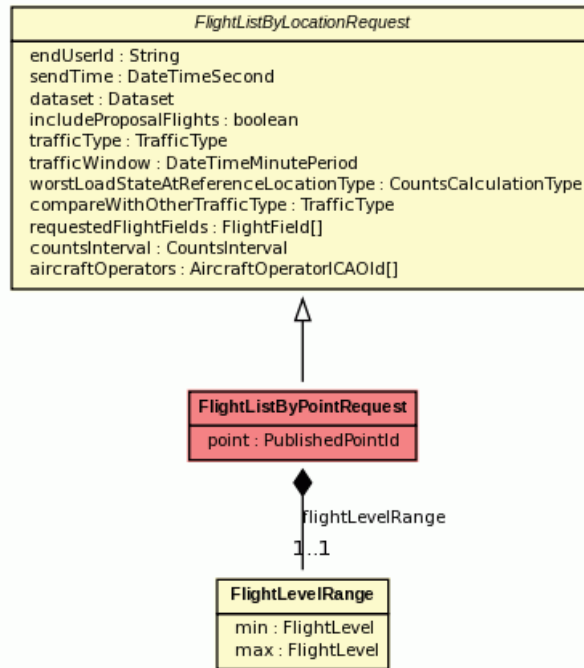 FlightListByLocationRequest
endUserId : String
sendTime : DateTimeSecond
dataset : Dataset
includeProposalFlights : boolean
trafficType : TrafficType
trafficWindow : DateTimeMinutePeriod
worstLoadStateAtReferenceLocationType : CountsCalculationType
compareWithOtherTrafficType : TrafficType
requestedFlightFields : FlightField[]
countsInterval : CountsInterval
aircraftOperators : AircraftOperatorICAOId[]
FlightListByPointRequest
point : PublishedPointId
flightLevelRange
1..1
FlightLevelRange
min : FlightLevel
max : FlightLevel